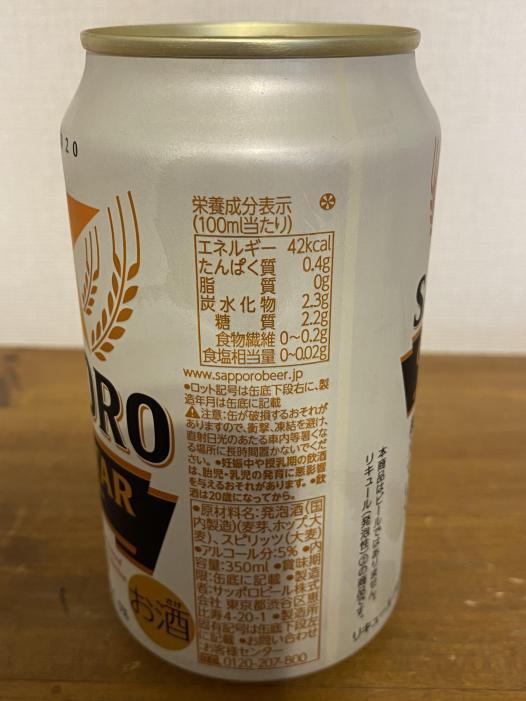 栄養成分表示
(100ml当たり)
エネルギー 42kcal
たんぱく質 0.4g
脂質 0g
炭水化物 2.3g
糖質 2.2g
食物繊維 0~0.2g
食塩相当量 0~0.02g
www.sapporobeer.jp
●ロット記号は缶底下段右に、製
造年月は缶底に記載
⚠注意:缶が破損するおそれが
ありますので、衝撃、凍結を避け、
直射日光のあたる車内等暑くな
る場所に長時間置かないでくだ
さい。●妊娠中や授乳期の飲酒
は、胎児・乳児の発育に悪影響
を与えるおそれがあります。●飲
酒は20歳になってから。
●原材料名:発泡酒(国
内製造)(麦芽、ホップ、大
麦)、スピリッツ(大麦)
●アルコール分:5% ●内
容量:350ml ●賞味期
限:缶底に記載 ●製造
者:サッポロビール株式
会社 東京都渋谷区恵
比寿4-20-1 ●製造所
固有記号は缶底下段左
に記載 ●お問い合わせ:
お客様センター
0120-207-800
ORO
AR
お酒
本商品はビールではありません。
リキュール(発泡性)①の商品です。
リキュー